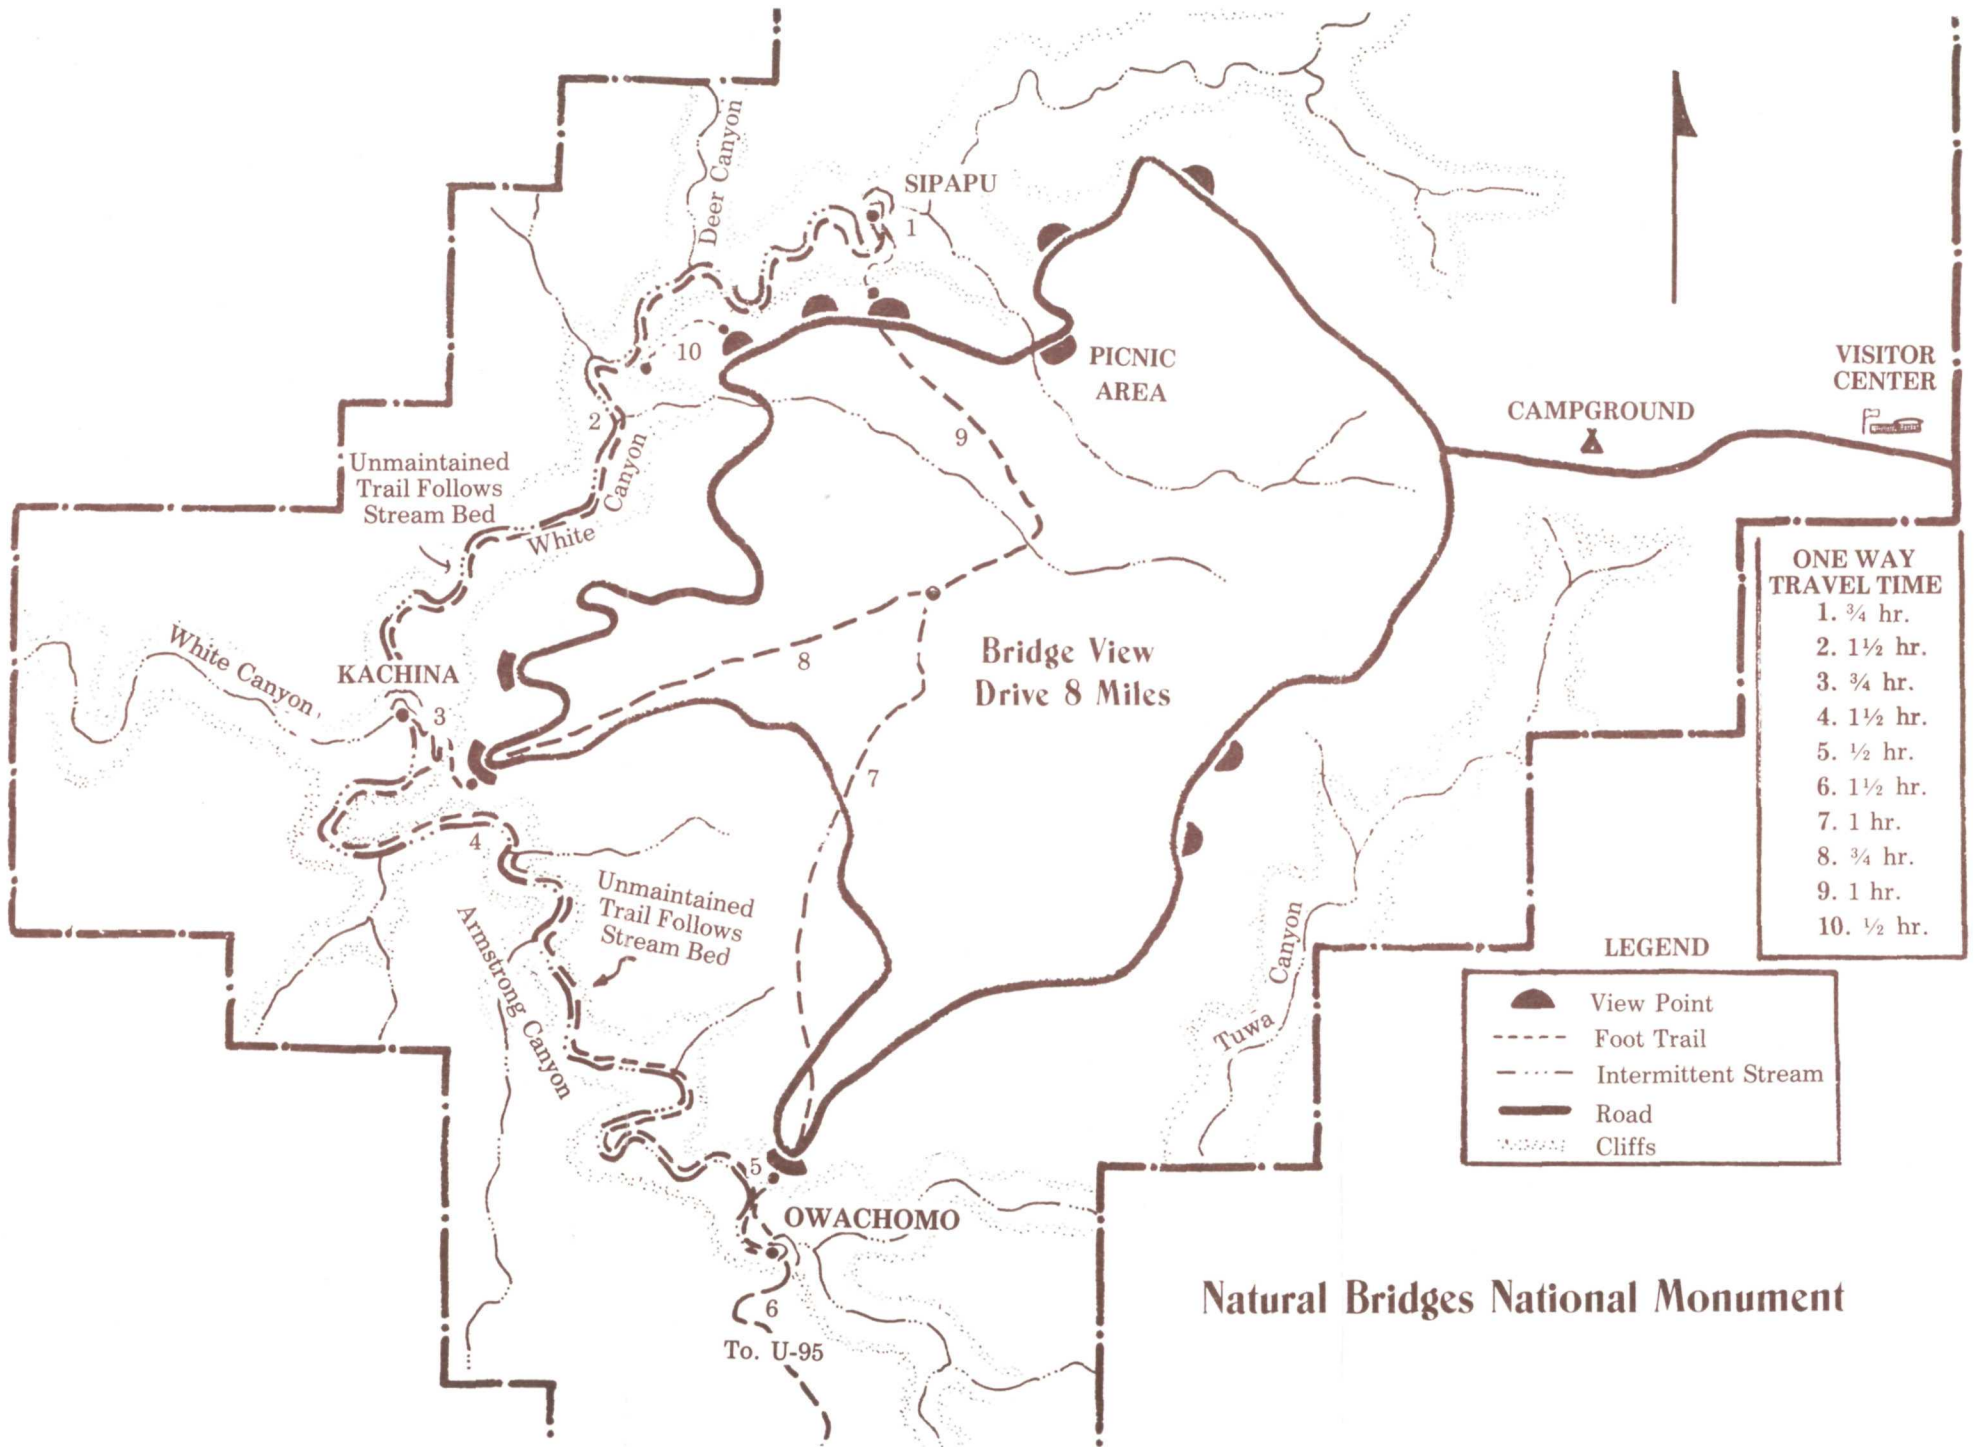 Deer Canyon
SIPAPU
1
10
PICNIC
AREA
VISITOR
CENTER
CAMPGROUND
2
9
Unmaintained
Trail Follows
Stream Bed
White Canyon
White Canyon
KACHINA
3
8
Bridge View
Drive 8 Miles
7
4
Unmaintained
Trail Follows
Stream Bed
Armstrong Canyon
Tuwa Canyon
5
OWACHOMO
6
To. U-95
ONE WAY
TRAVEL TIME
1. ¾ hr.
2. 1½ hr.
3. ¾ hr.
4. 1½ hr.
5. ½ hr.
6. 1½ hr.
7. 1 hr.
8. ¾ hr.
9. 1 hr.
10. ½ hr.
LEGEND
View Point
Foot Trail
Intermittent Stream
Road
Cliffs
Natural Bridges National Monument